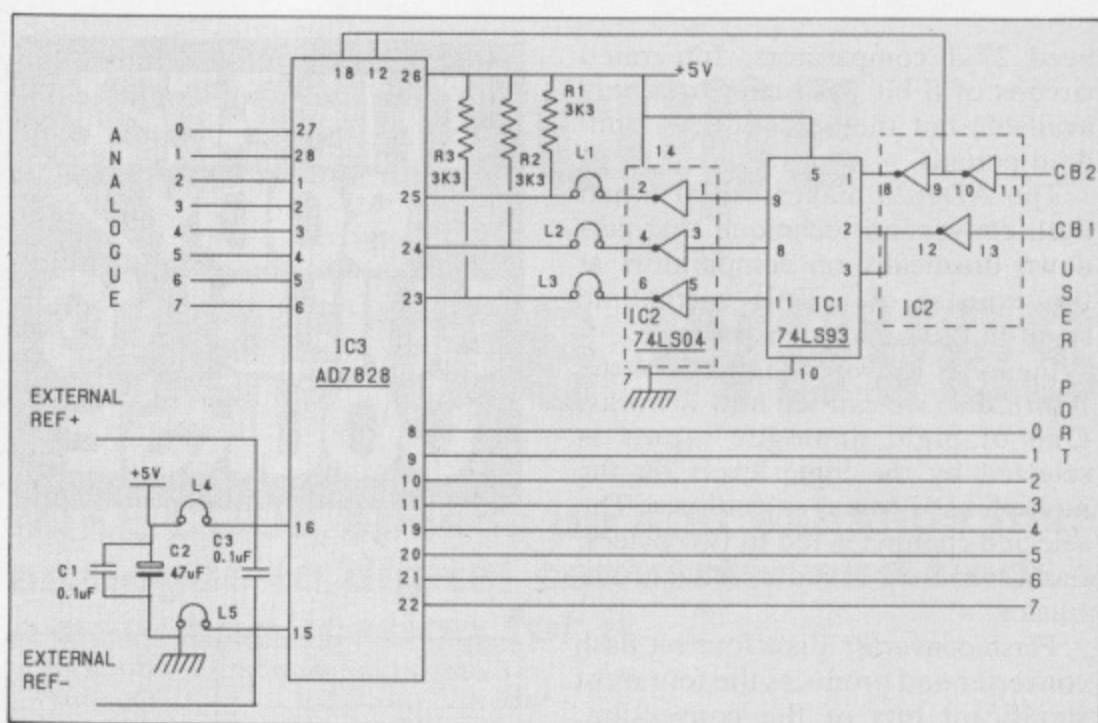 18 12 26 +5V
R1
3K3
R2
3K3
R3
3K3
ANALOGUE
0 27
1 28
2 1
3 2
4 3
5 4
6 5
7 6
25 L1 2 1 14
24 L2 4 3
23 L3 6 5
IC2
74LS04
7
5
9 1
8 2
11 3
IC1
74LS93
10
8 9 10 11 CB2
12 13 CB1
IC2
USER PORT
IC3
AD7828
8 0
9 1
10 2
11 3
19 4
20 5
21 6
22 7
EXTERNAL
REF+
+5V
L4
16
C1
0.1uF
C2
47uF
C3
0.1uF
L5
15
EXTERNAL
REF-